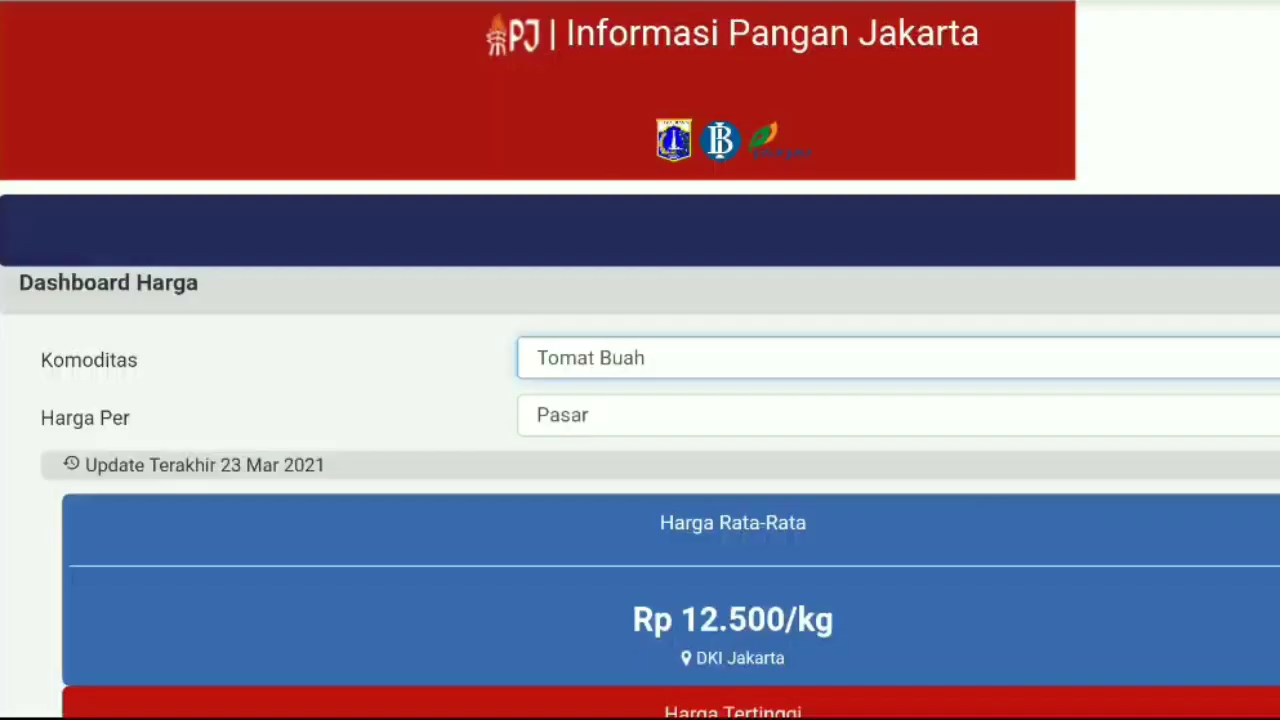 PJ | Informasi Pangan Jakarta
Dashboard Harga
Komoditas
Tomat Buah
Harga Per
Pasar
Update Terakhir 23 Mar 2021
Harga Rata-Rata
Rp 12.500/kg
DKI Jakarta
Harga Tertinggi